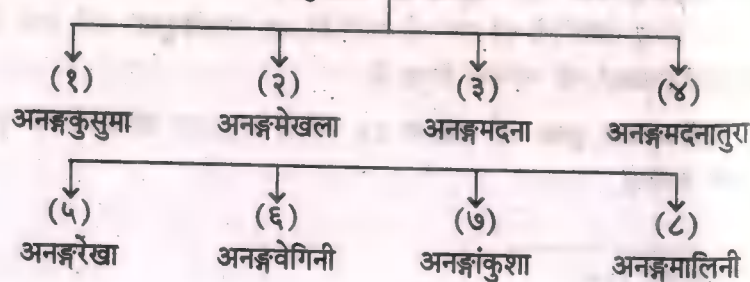 (१) (२) (३) (४)
अनङ्गकुसुमा अनङ्गमेखला अनङ्गमदना अनङ्गमदनातुरा
(५) (६) (७) (८)
अनङ्गरेखा अनङ्गवेगिनी अनङ्गांकुशा अनङ्गमालिनी